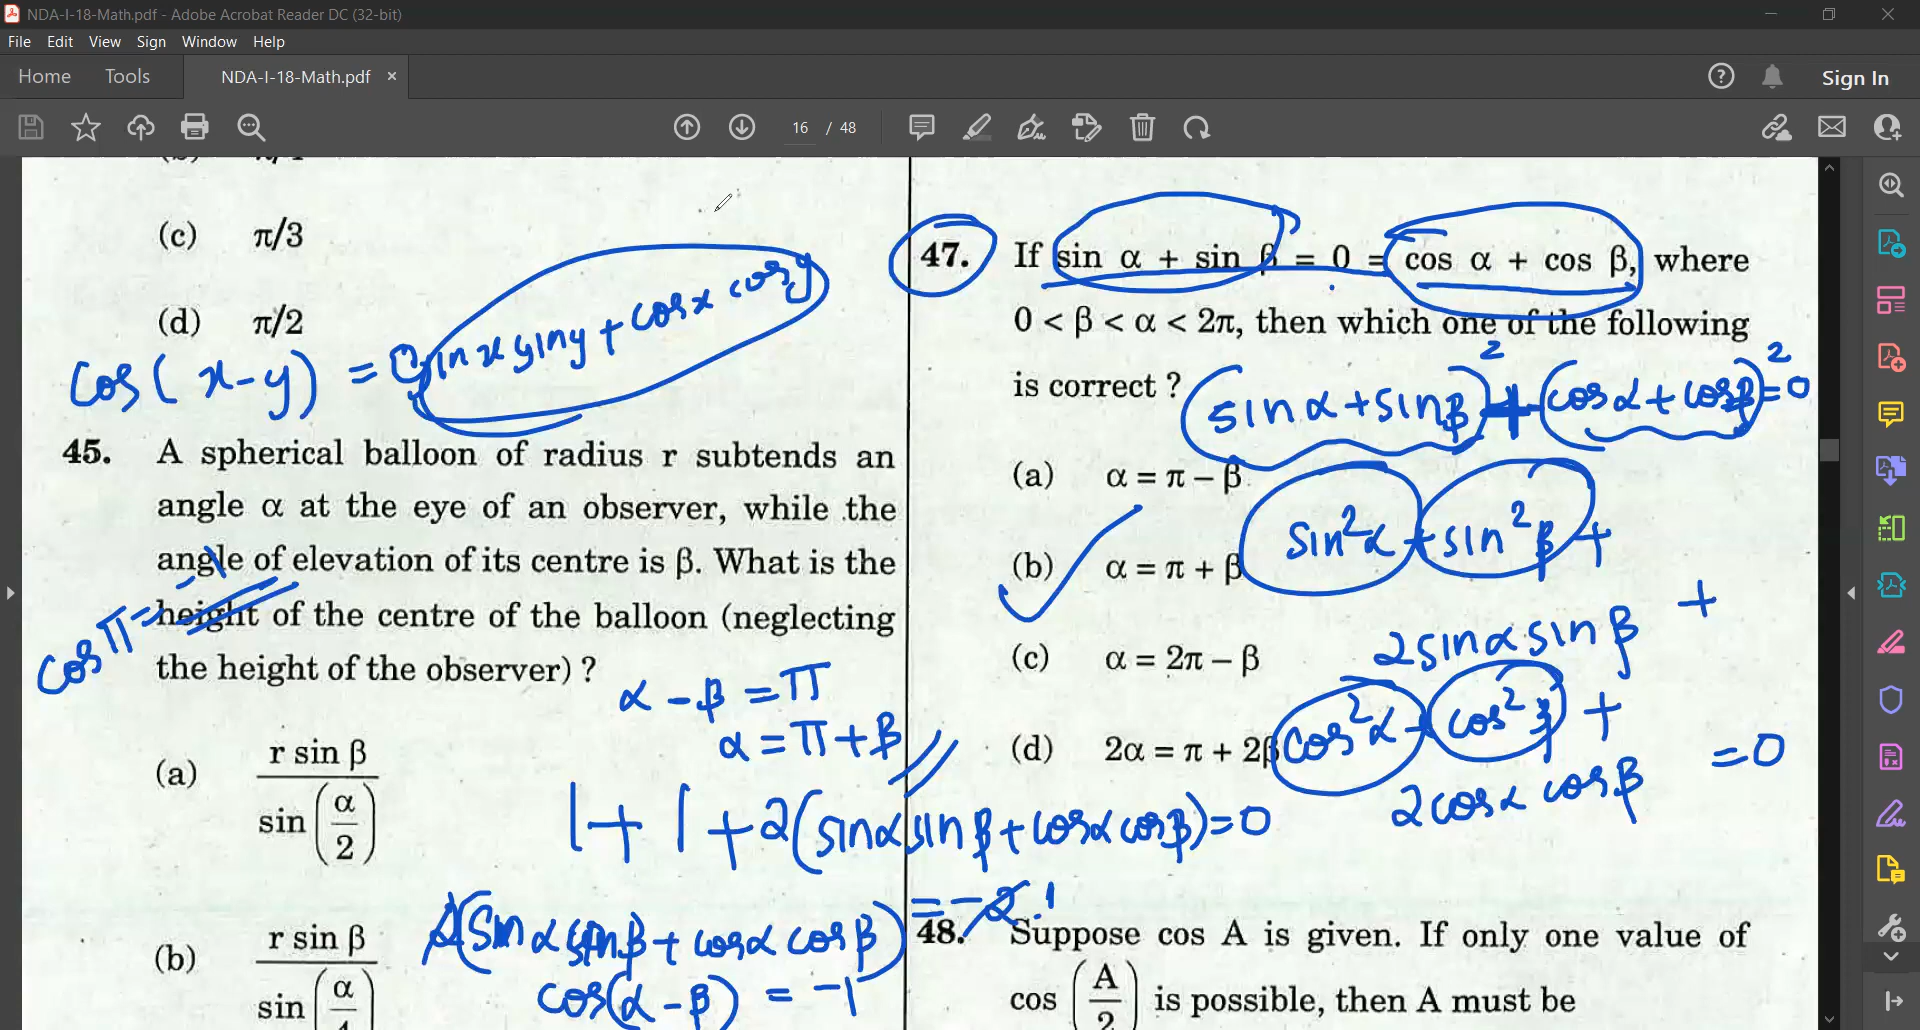 NDA-I-18-Math.pdf - Adobe Acrobat Reader DC (32-bit)
File Edit View Sign Window Help
Home Tools NDA-I-18-Math.pdf × Sign In
16 / 48
(c) π/3
(d) π/2
cos(x-y) = sinx siny + cosx cosy
45. A spherical balloon of radius r subtends an
angle α at the eye of an observer, while the
angle of elevation of its centre is β. What is the
height of the centre of the balloon (neglecting
the height of the observer) ?
cos π = -1
α - β = π
α = π + β
(a) r sin β / sin (α/2)
(b) r sin β
sin (α
1 + 1 + 2(sinα sinβ + cosα cosβ) = 0
2(sinα sinβ + cosα cosβ) = -2 1
cos(α - β) = -1
47. If sin α + sin β = 0 = cos α + cos β, where
0 < β < α < 2π, then which one of the following
is correct ?
(sinα + sinβ)² + (cosα + cosβ)² = 0
(a) α = π – β
(b) α = π + β
(c) α = 2π – β
(d) 2α = π + 2β
sin²α + sin²β +
2sinα sinβ +
cos²α + cos²β +
2cosα cosβ = 0
48. Suppose cos A is given. If only one value of
cos (A/2) is possible, then A must be